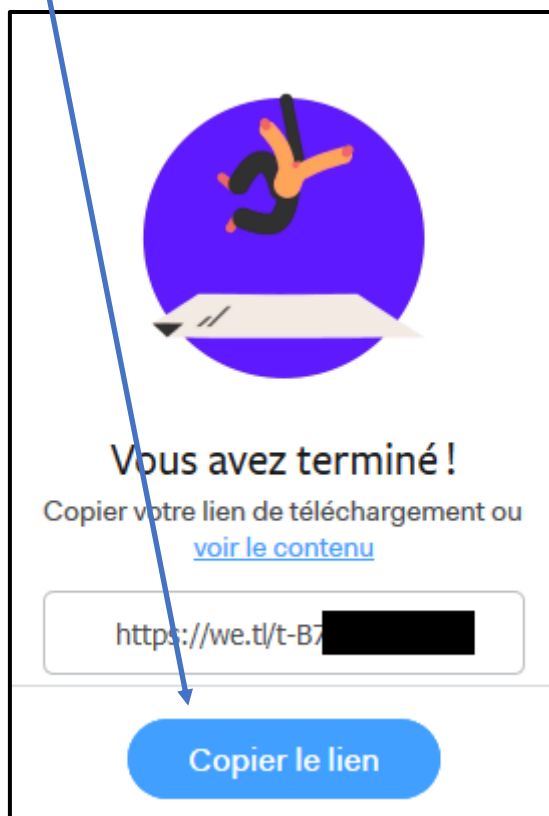 Vous avez terminé !
Copier votre lien de téléchargement ou
voir le contenu
https://we.tl/t-B7
Copier le lien